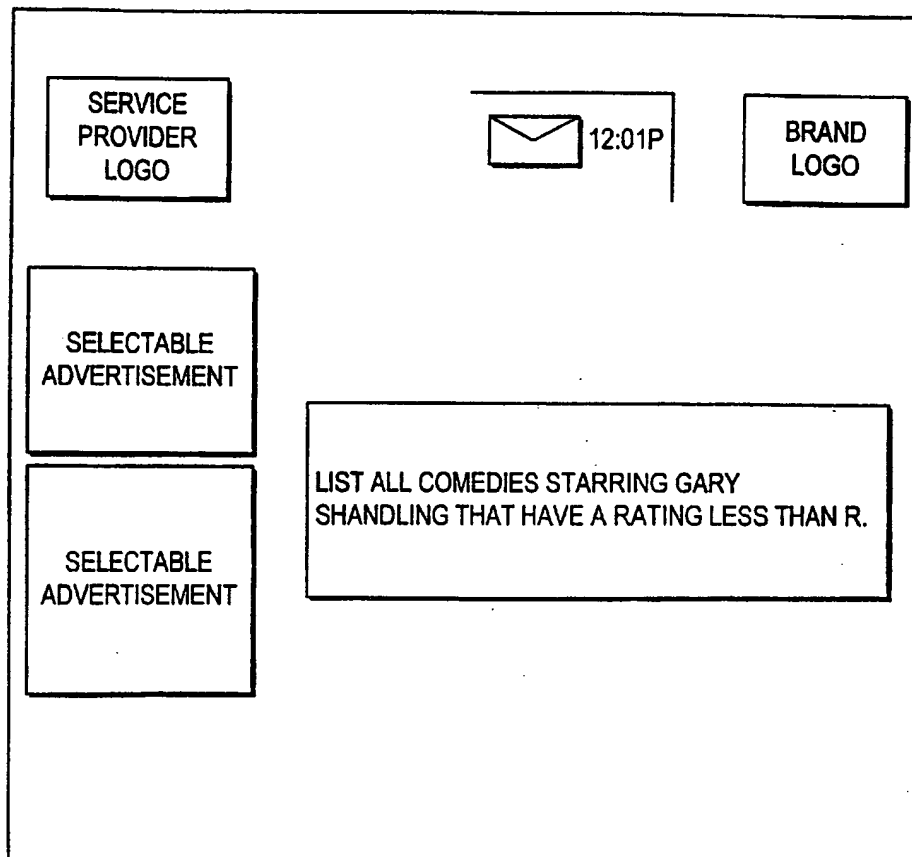 SERVICE
PROVIDER
LOGO
12:01P
BRAND
LOGO
SELECTABLE
ADVERTISEMENT
SELECTABLE
ADVERTISEMENT
LIST ALL COMEDIES STARRING GARY
SHANDLING THAT HAVE A RATING LESS THAN R.